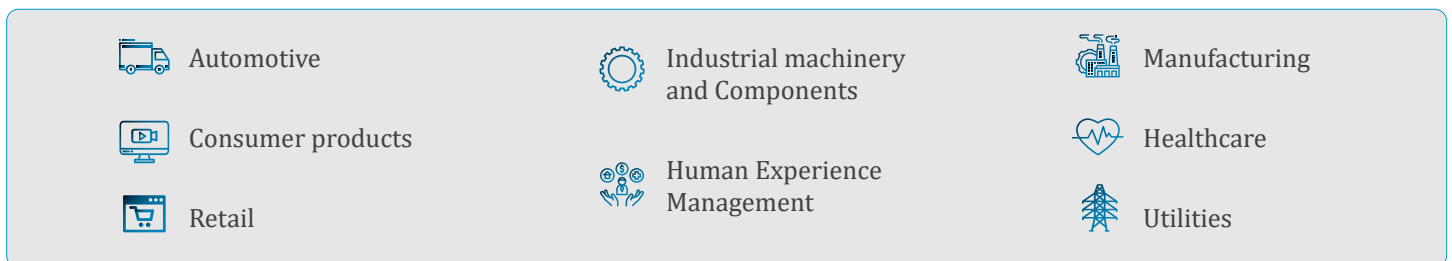 Automotive
Consumer products
Retail
Industrial machinery
and Components
Human Experience
Management
Manufacturing
Healthcare
Utilities